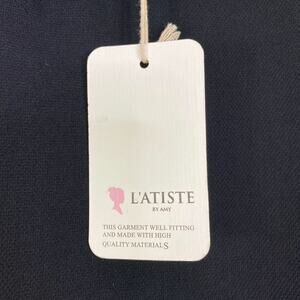 L'ATISTE
BY AMY
THIS GARMENT WELL FITTING
AND MADE WITH HIGH
QUALITY MATERIALS.